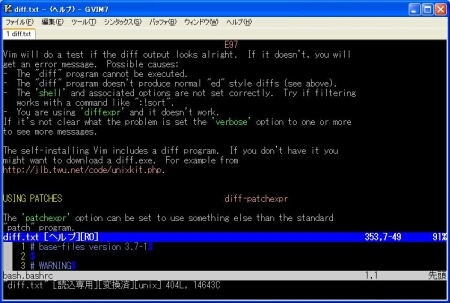 diff.txt - (ヘルプ) - GVIM7
ファイル(F) 編集(E) ツール(T) シンタックス(S) バッファ(B) ウィンドウ(W) ヘルプ(H)
1 diff.txt
E97
Vim will do a test if the diff output looks alright.  If it doesn't, you will
get an error message.  Possible causes:
-  The "diff" program cannot be executed.
-  The "diff" program doesn't produce normal "ed" style diffs (see above).
-  The 'shell' and associated options are not set correctly.  Try if filtering
   works with a command like ":!sort".
-  You are using 'diffexpr' and it doesn't work.
If it's not clear what the problem is set the 'verbose' option to one or more
to see more messages.
The self-installing Vim includes a diff program.  If you don't have it you
might want to download a diff.exe.  For example from
http://jlb.twu.net/code/unixkit.php.
USING PATCHES diff-patchexpr
The 'patchexpr' option can be set to use something else than the standard
"patch" program.
diff.txt [ヘルプ][RO] 353,7-49 91%
1 # base-files version 3.7-1
2
3 # WARNING
bash.bashrc 1,1 先頭
"diff.txt" [読込専用][変換済][unix] 404L, 14643C